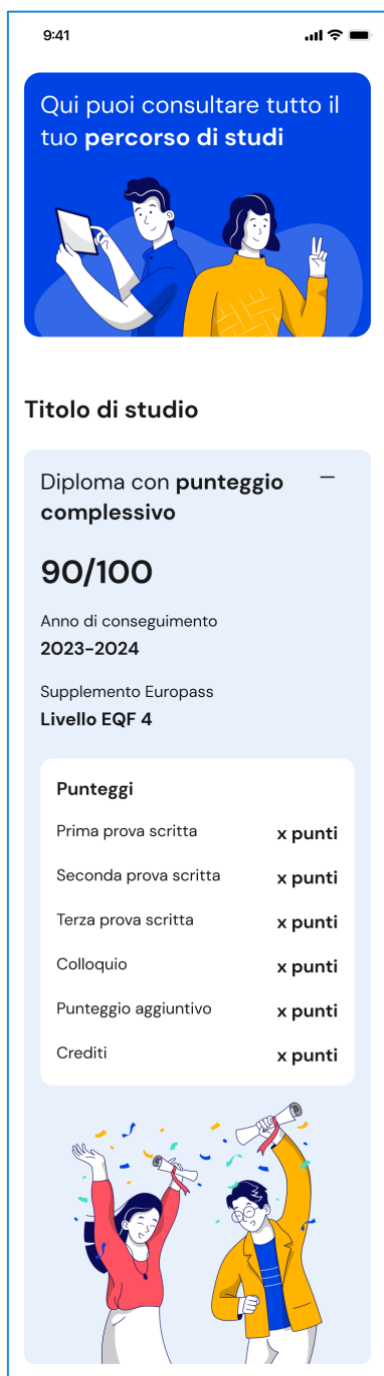 9:41
Qui puoi consultare tutto il
tuo percorso di studi
Titolo di studio
Diploma con punteggio
complessivo
90/100
Anno di conseguimento
2023-2024
Supplemento Europass
Livello EQF 4
Punteggi
Prima prova scritta x punti
Seconda prova scritta x punti
Terza prova scritta x punti
Colloquio x punti
Punteggio aggiuntivo x punti
Crediti x punti